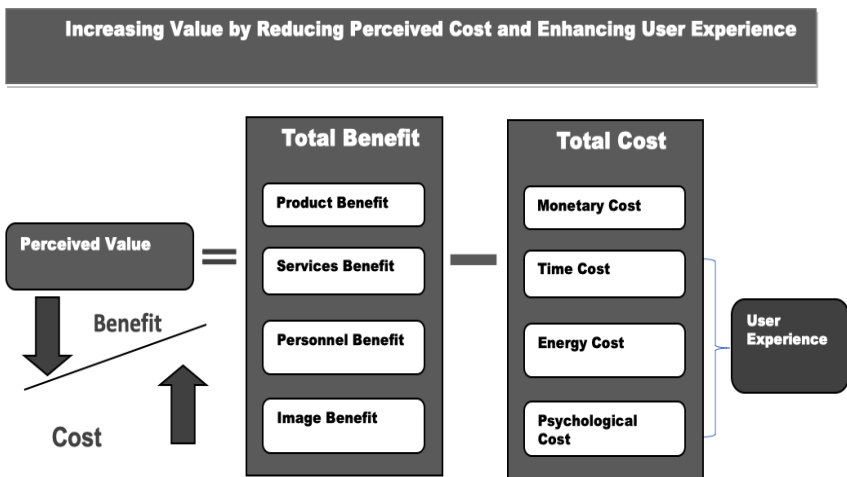 Increasing Value by Reducing Perceived Cost and Enhancing User Experience
Perceived Value
=
Benefit
Cost
Total Benefit
Product Benefit
Services Benefit
Personnel Benefit
Image Benefit
—
Total Cost
Monetary Cost
Time Cost
Energy Cost
Psychological
Cost
User
Experience